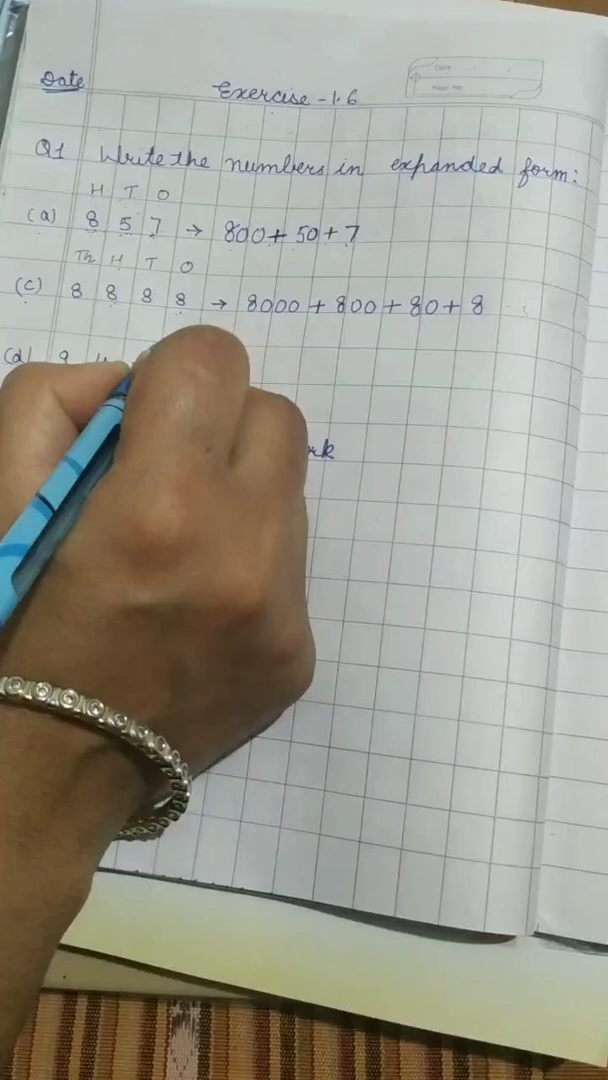 Date
Exercise - 1.6
Q1 Write the numbers in expanded form:
H T O
(a) 8 5 7 → 800 + 50 + 7
Th H T O
(c) 8 8 8 8 → 8000 + 800 + 80 + 8
(d)